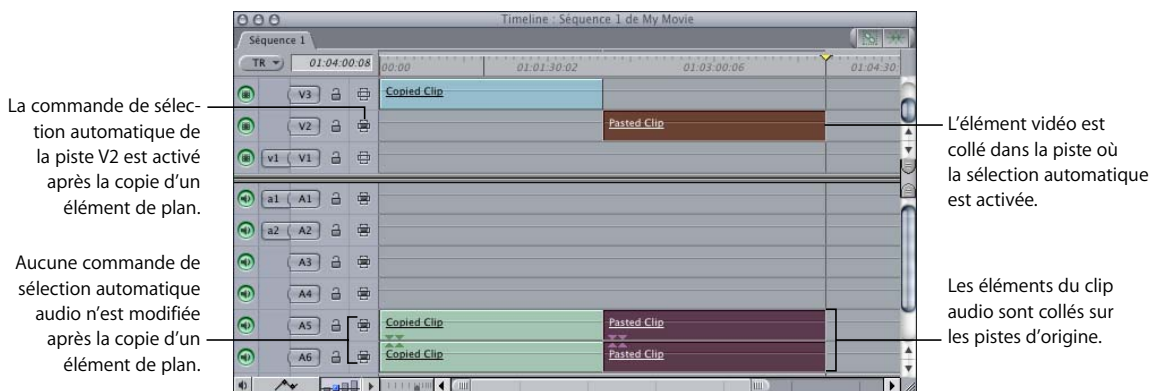 Timeline : Séquence 1 de My Movie
Séquence 1
TR
01:04:00:08
00:00
01:01:30:02
01:03:00:06
01:04:30:
La commande de sélec-
tion automatique de
la piste V2 est activé
après la copie d'un
élément de plan.
V3
Copied Clip
V2
Pasted Clip
v1
V1
L'élément vidéo est
collé dans la piste où
la sélection automatique
est activée.
a1
A1
a2
A2
A3
A4
Aucune commande de
sélection automatique
audio n'est modifiée
après la copie d'un
élément de plan.
A5
Copied Clip
Pasted Clip
A6
Copied Clip
Pasted Clip
Les éléments du clip
audio sont collés sur
les pistes d'origine.